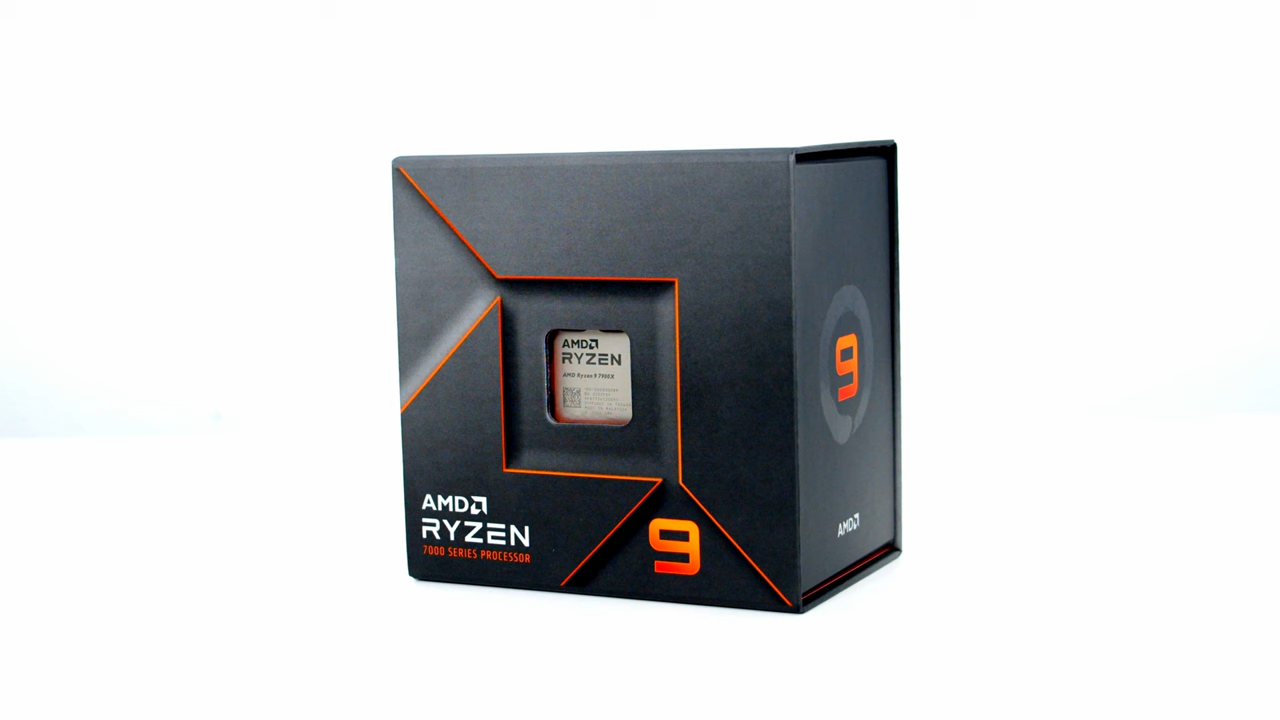 AMD
RYZEN
AMD Ryzen 9 7900X
AMD
RYZEN
7000 SERIES PROCESSOR
9
9
AMD